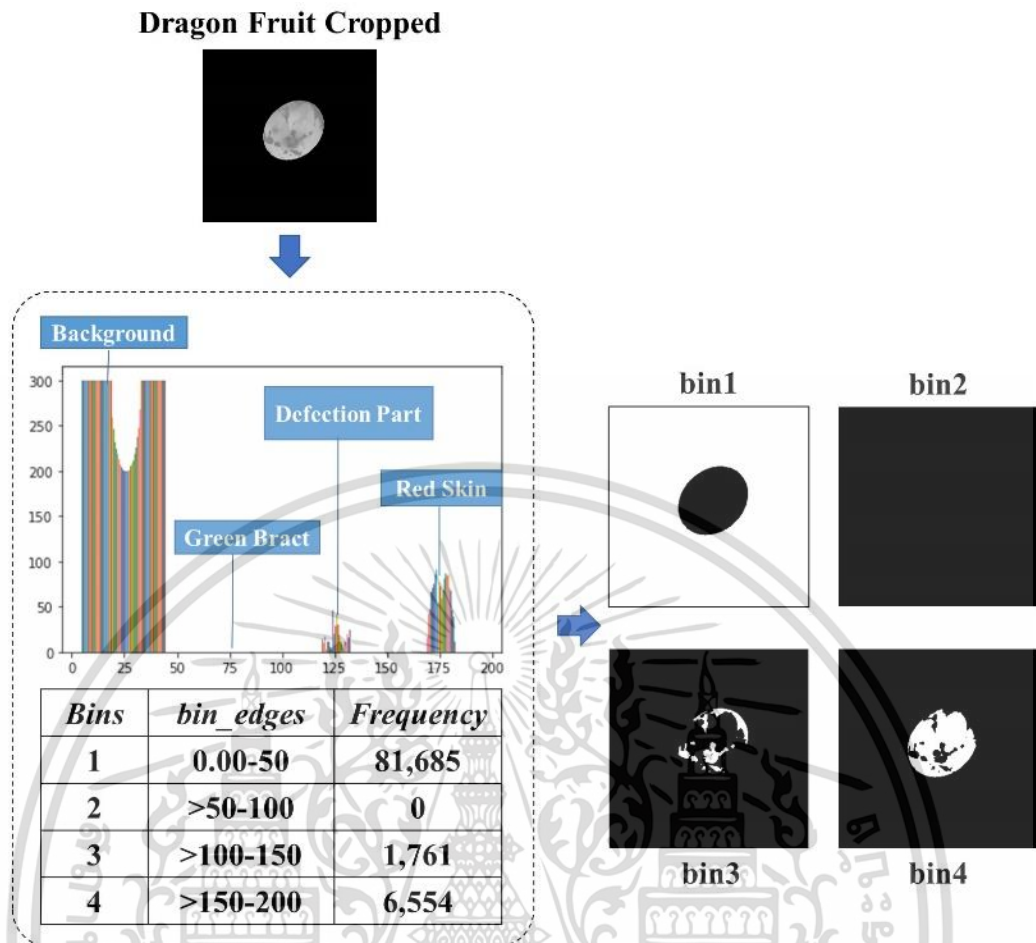 Dragon Fruit Cropped
Background
Defection Part
Red Skin
Green Bract
300
250
200
150
100
50
0
0 25 50 75 100 125 150 175 200
Bins bin_edges Frequency
1 0.00-50 81,685
2 >50-100 0
3 >100-150 1,761
4 >150-200 6,554
bin1 bin2
bin3 bin4